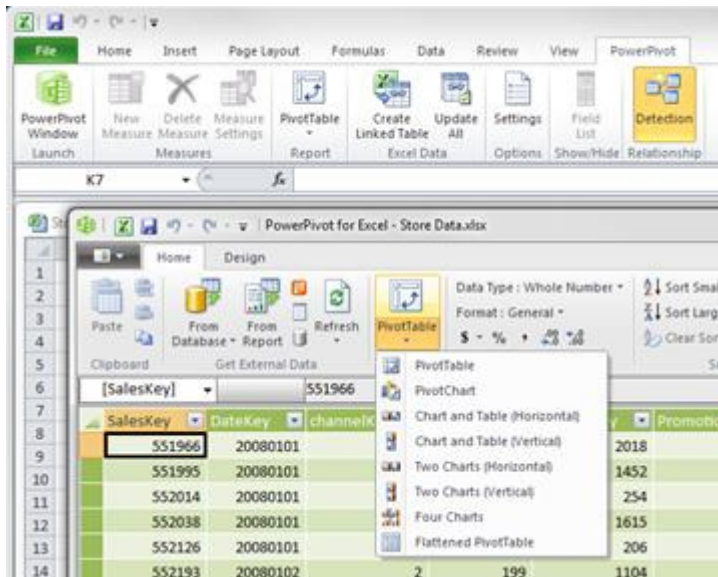 File Home Insert Page Layout Formulas Data Review View PowerPivot
PowerPivot Window New Measure Delete Measure Measure Settings PivotTable Create Linked Table Update All Settings Field List Detection
Launch Measures Report Excel Data Options Show/Hide Relationship
K7 fx
PowerPivot for Excel - Store Data.xlsx
Home Design
Paste From Database From Report Refresh PivotTable Data Type : Whole Number
Format : General
$ % ,
Sort Smal
Sort Larg
Clear Sor
Clipboard Get External Data
[SalesKey] 551966
PivotTable
PivotChart
Chart and Table (Horizontal)
Chart and Table (Vertical)
Two Charts (Horizontal)
Two Charts (Vertical)
Four Charts
Flattened PivotTable
SalesKey DateKey channelK y Promotio
551966 20080101 2018
551995 20080101 1452
552014 20080101 254
552038 20080101 1615
552126 20080101 206
552193 20080102 2 199 1104
1
2
3
4
5
6
7
8
9
10
11
12
13
14